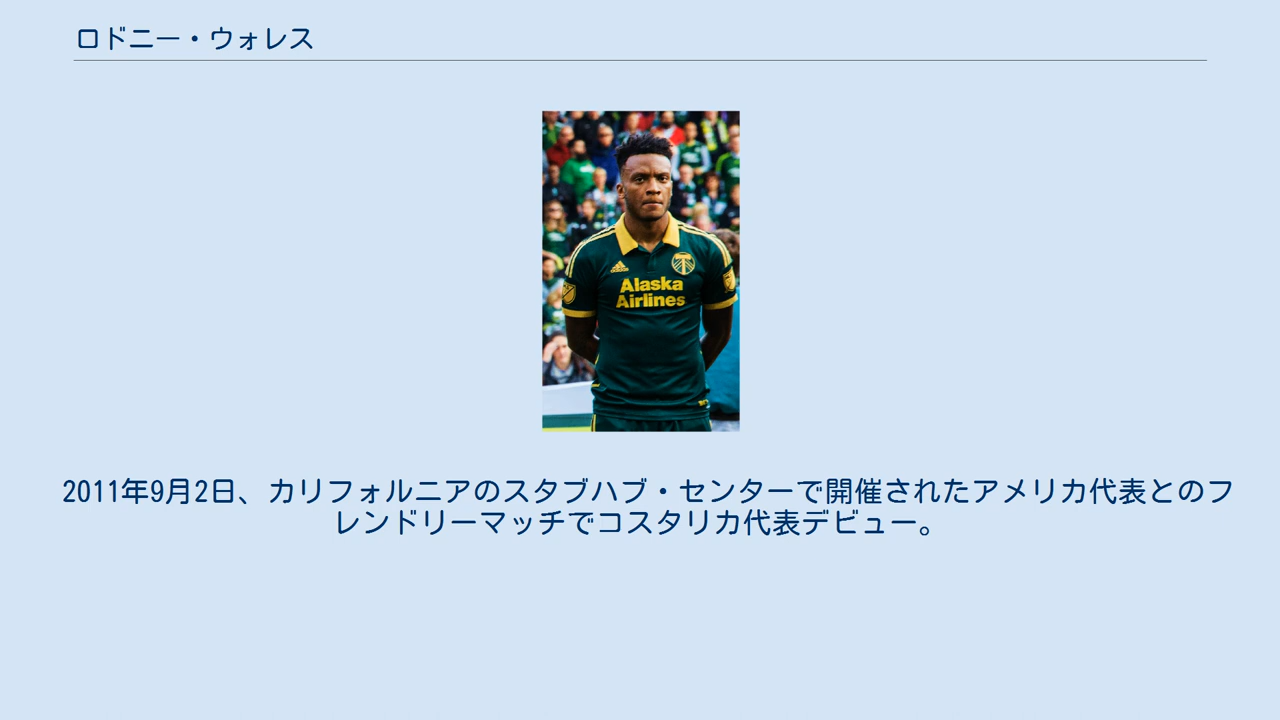 ロドニー・ウォレス
Alaska
Airlines
2011年9月2日、カリフォルニアのスタブハブ・センターで開催されたアメリカ代表とのフ
レンドリーマッチでコスタリカ代表デビュー。